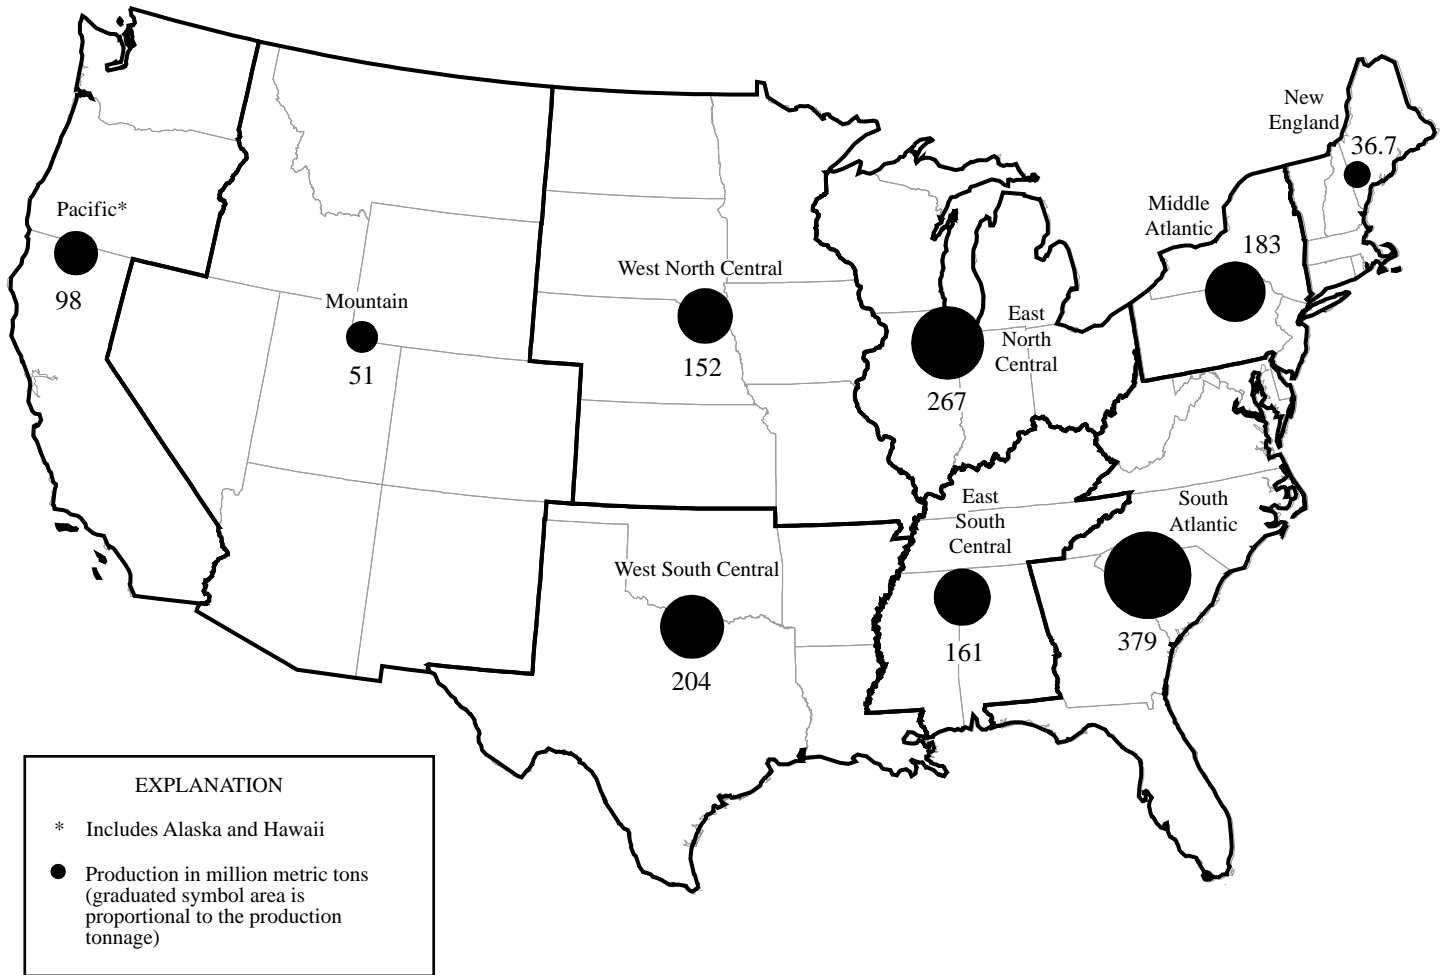 New
England
36.7
Middle
Atlantic
183
Pacific*
98
Mountain
51
West North Central
152
East
North
Central
267
East
South
Central
161
South
Atlantic
379
West South Central
204
EXPLANATION
* Includes Alaska and Hawaii
Production in million metric tons
(graduated symbol area is
proportional to the production
tonnage)